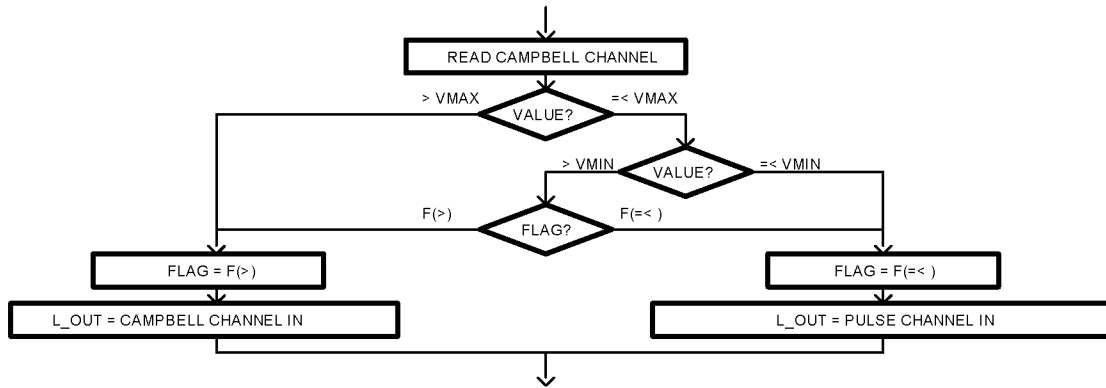 READ CAMPBELL CHANNEL
> VMAX
=< VMAX
VALUE?
> VMIN
=< VMIN
VALUE?
F(>)
F(=< )
FLAG?
FLAG = F(>)
FLAG = F(=< )
L_OUT = CAMPBELL CHANNEL IN
L_OUT = PULSE CHANNEL IN